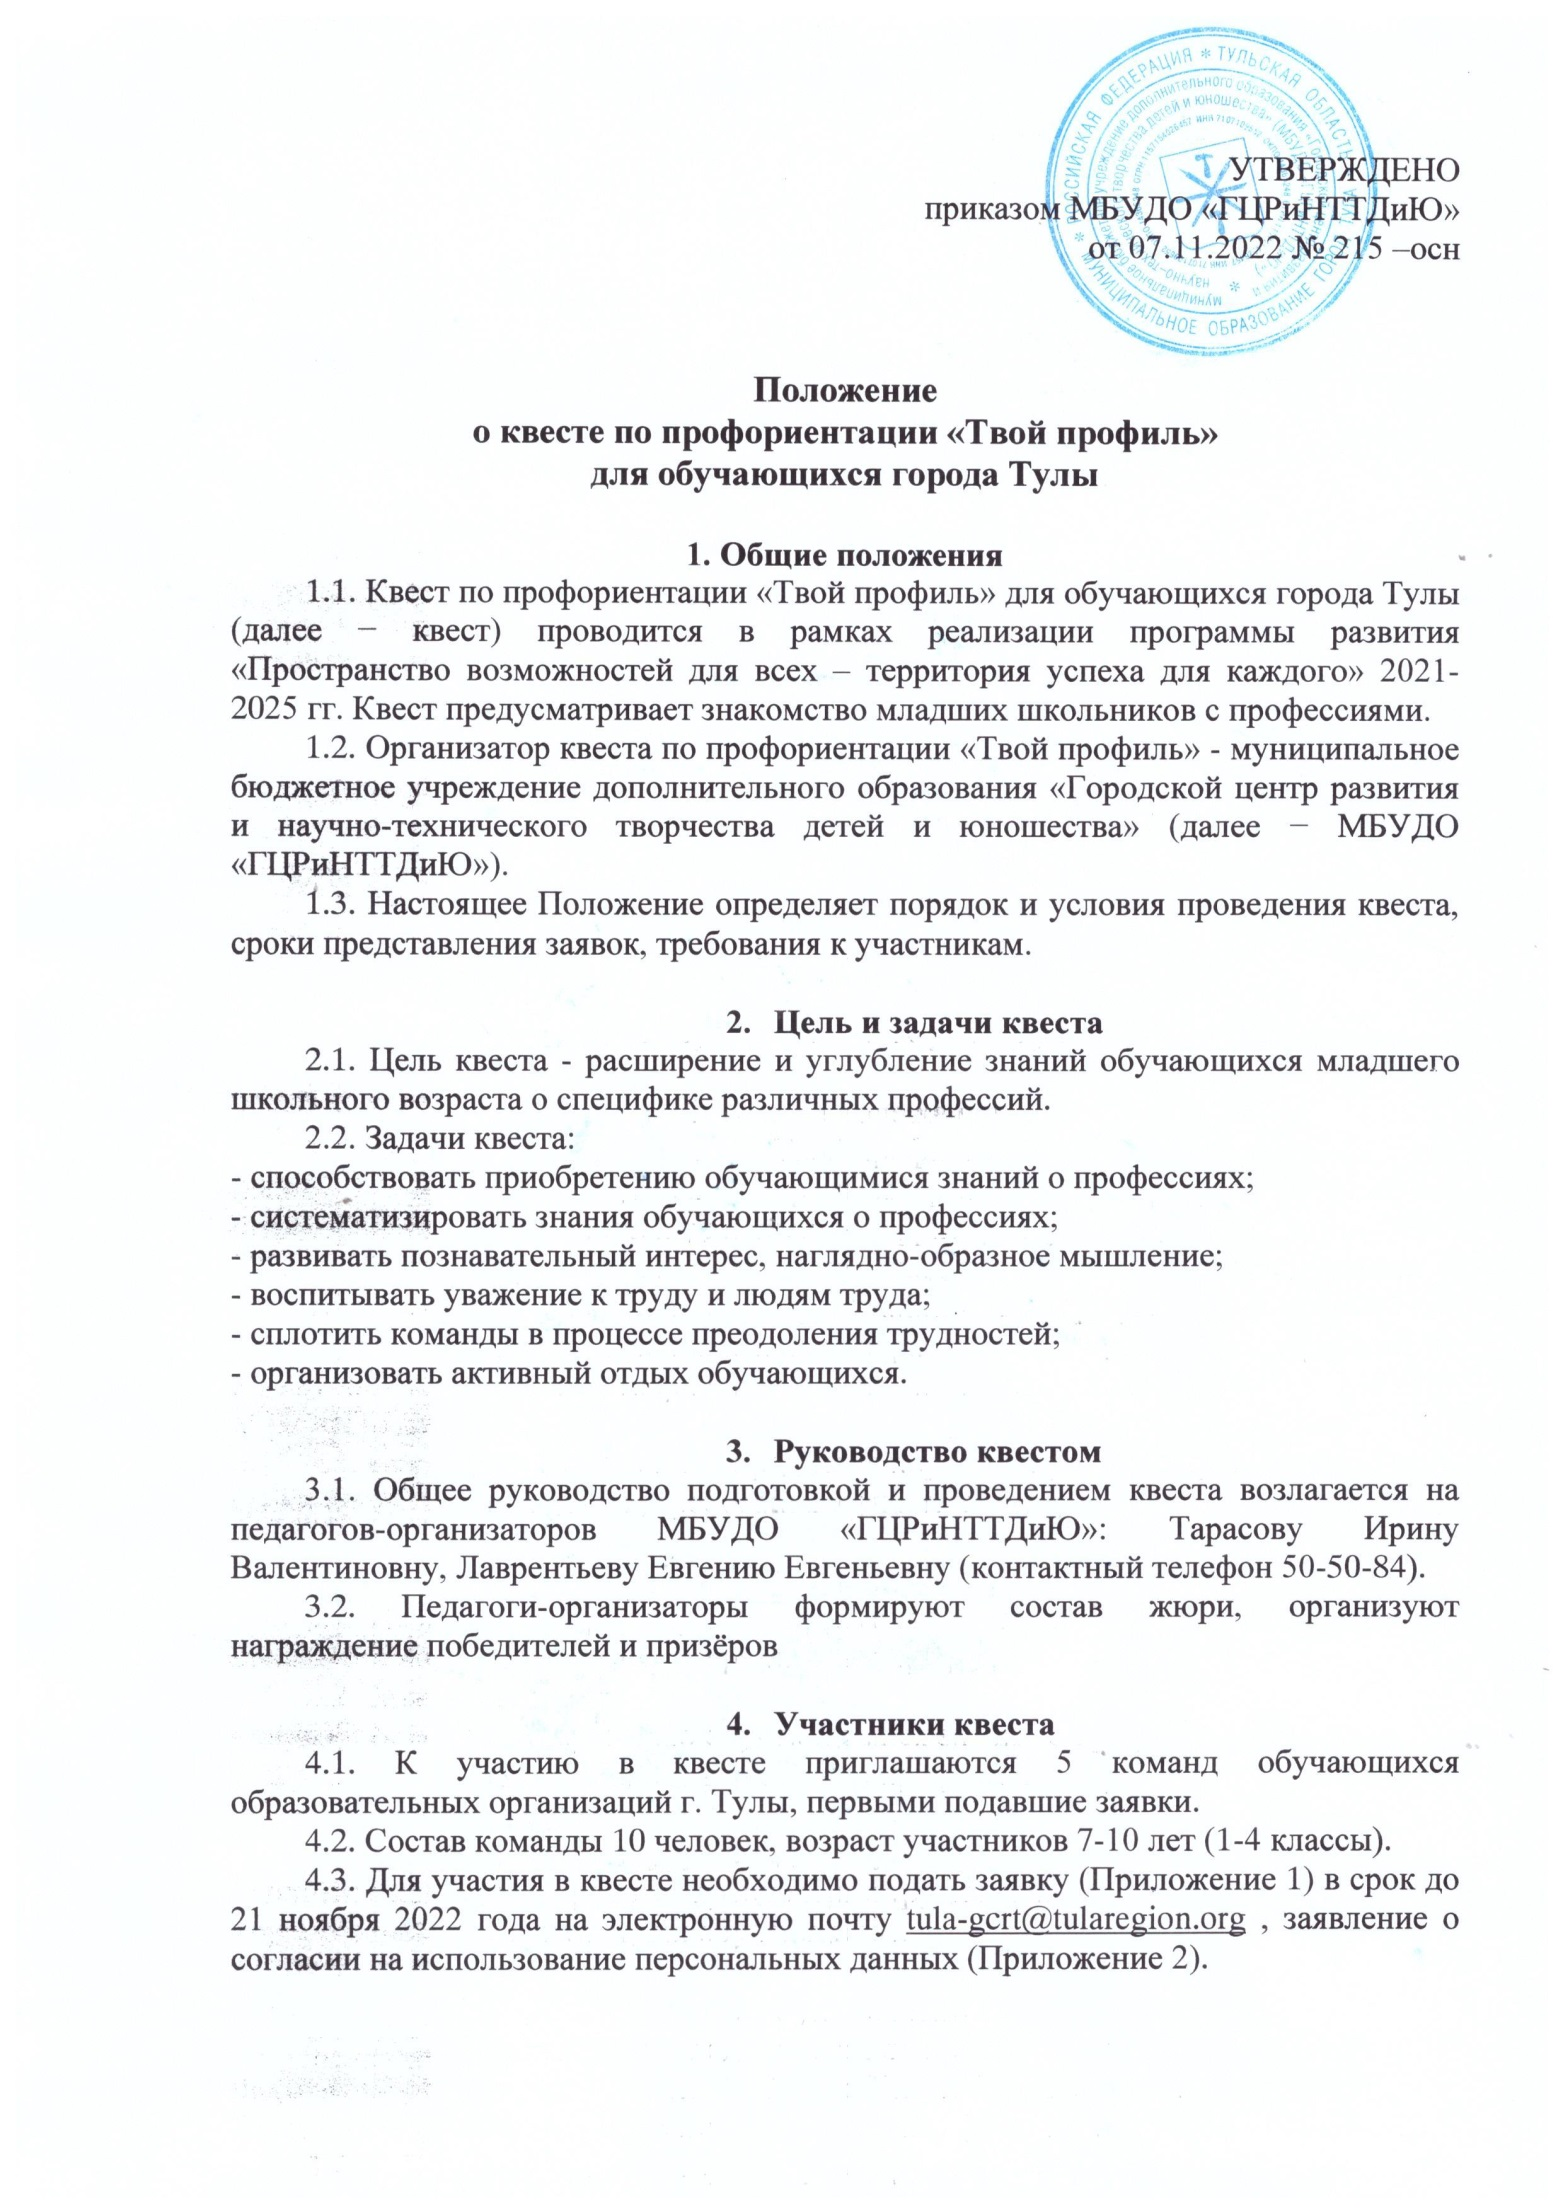 РОССИЙСКАЯ ФЕДЕРАЦИЯ * ТУЛЬСКАЯ ОБЛАСТЬ
* МУНИЦИПАЛЬНОЕ ОБРАЗОВАНИЕ ГОРОД ТУЛА
УТВЕРЖДЕНО
приказом МБУДО «ГЦРиНТТДиЮ»
от 07.11.2022 № 215 –осн
Положение
о квесте по профориентации «Твой профиль»
для обучающихся города Тулы
1. Общие положения
1.1. Квест по профориентации «Твой профиль» для обучающихся города Тулы
(далее − квест) проводится в рамках реализации программы развития
«Пространство возможностей для всех – территория успеха для каждого» 2021-
2025 гг. Квест предусматривает знакомство младших школьников с профессиями.
1.2. Организатор квеста по профориентации «Твой профиль» - муниципальное
бюджетное учреждение дополнительного образования «Городской центр развития
и научно-технического творчества детей и юношества» (далее − МБУДО
«ГЦРиНТТДиЮ»).
1.3. Настоящее Положение определяет порядок и условия проведения квеста,
сроки представления заявок, требования к участникам.
2. Цель и задачи квеста
2.1. Цель квеста - расширение и углубление знаний обучающихся младшего
школьного возраста о специфике различных профессий.
2.2. Задачи квеста:
- способствовать приобретению обучающимися знаний о профессиях;
- систематизировать знания обучающихся о профессиях;
- развивать познавательный интерес, наглядно-образное мышление;
- воспитывать уважение к труду и людям труда;
- сплотить команды в процессе преодоления трудностей;
- организовать активный отдых обучающихся.
3. Руководство квестом
3.1. Общее руководство подготовкой и проведением квеста возлагается на
педагогов-организаторов МБУДО «ГЦРиНТТДиЮ»: Тарасову Ирину
Валентиновну, Лаврентьеву Евгению Евгеньевну (контактный телефон 50-50-84).
3.2. Педагоги-организаторы формируют состав жюри, организуют
награждение победителей и призёров
4. Участники квеста
4.1. К участию в квесте приглашаются 5 команд обучающихся
образовательных организаций г. Тулы, первыми подавшие заявки.
4.2. Состав команды 10 человек, возраст участников 7-10 лет (1-4 классы).
4.3. Для участия в квесте необходимо подать заявку (Приложение 1) в срок до
21 ноября 2022 года на электронную почту tula-gcrt@tularegion.org , заявление о
согласии на использование персональных данных (Приложение 2).